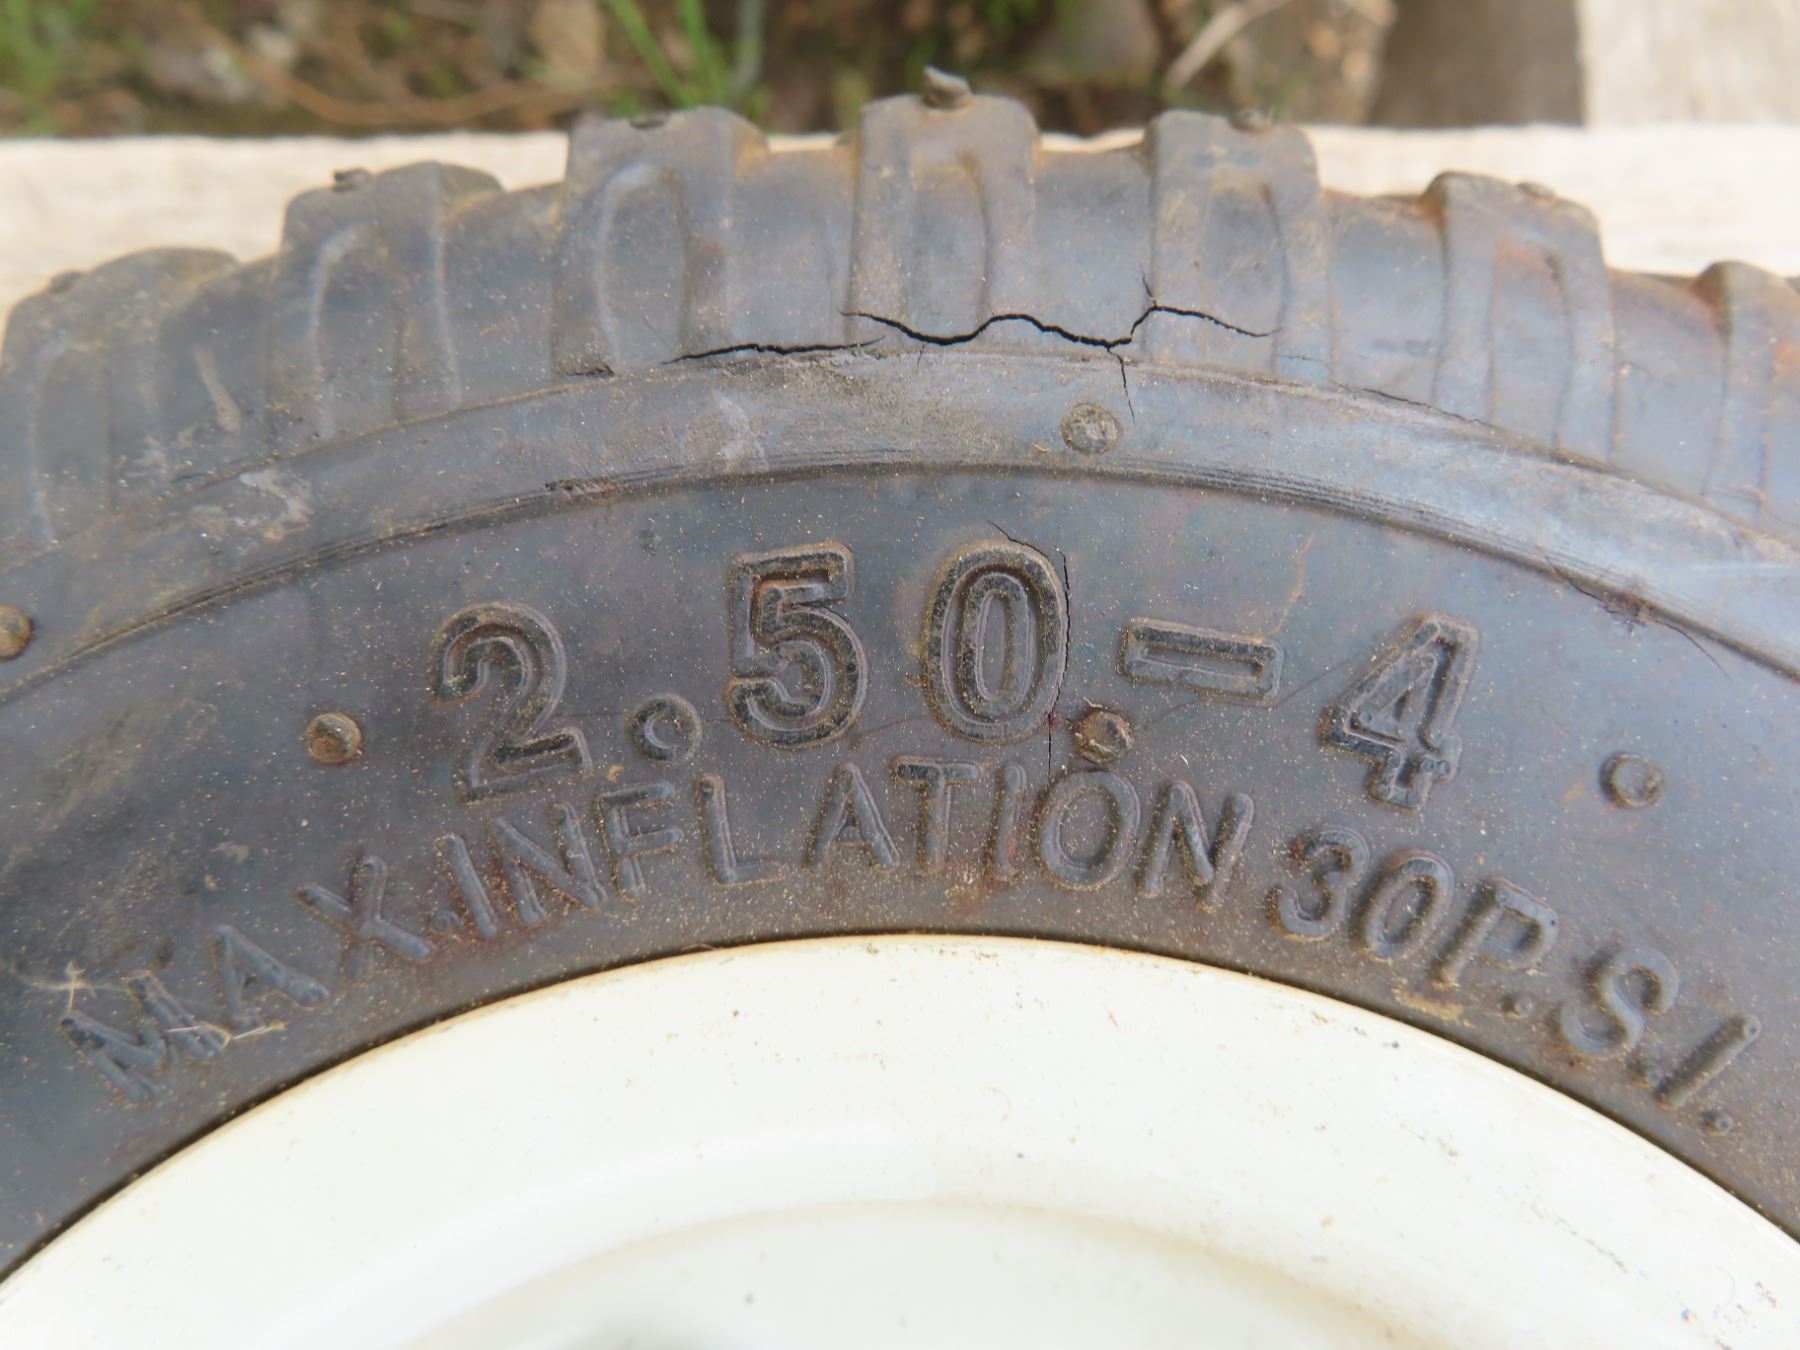 2.50-4
MAX.INFLATION 30P.S.I.